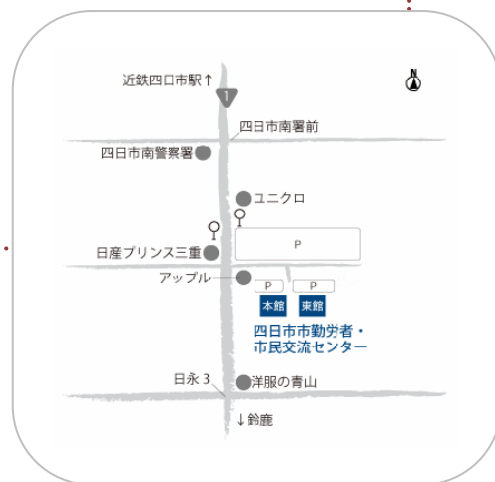 近鉄四日市駅↑
N
1
四日市南署前
四日市南警察署
ユニクロ
P
日産プリンス三重
アップル
P
P
本館
東館
四日市市勤労者・
市民交流センター
日永3
洋服の青山
↓鈴鹿